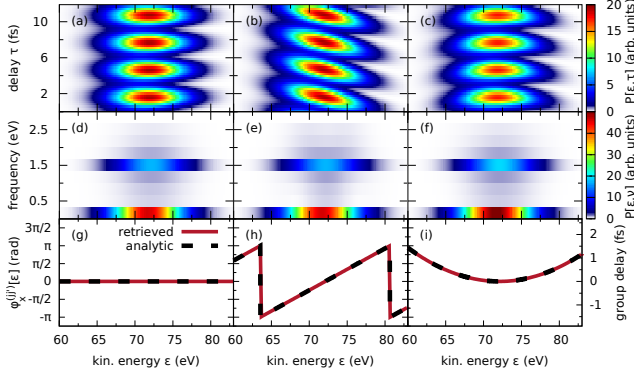 (a) (b) (c)
delay τ (fs)
10
6
2
20
15
10
5
0
P[ε,τ] (arb. units)
(d) (e) (f)
frequency (eV)
2.5
1.5
0.5
40
30
20
10
0
P[ε,ν] (arb. units)
(g) (h) (i)
retrieved
analytic
φₓ^(jj')[ε] (rad)
3π/2
π
π/2
0
-π/2
-π
2
1
0
-1
group delay (fs)
60 65 70 75 80 60 65 70 75 80 60 65 70 75 80
kin. energy ε (eV) kin. energy ε (eV) kin. energy ε (eV)